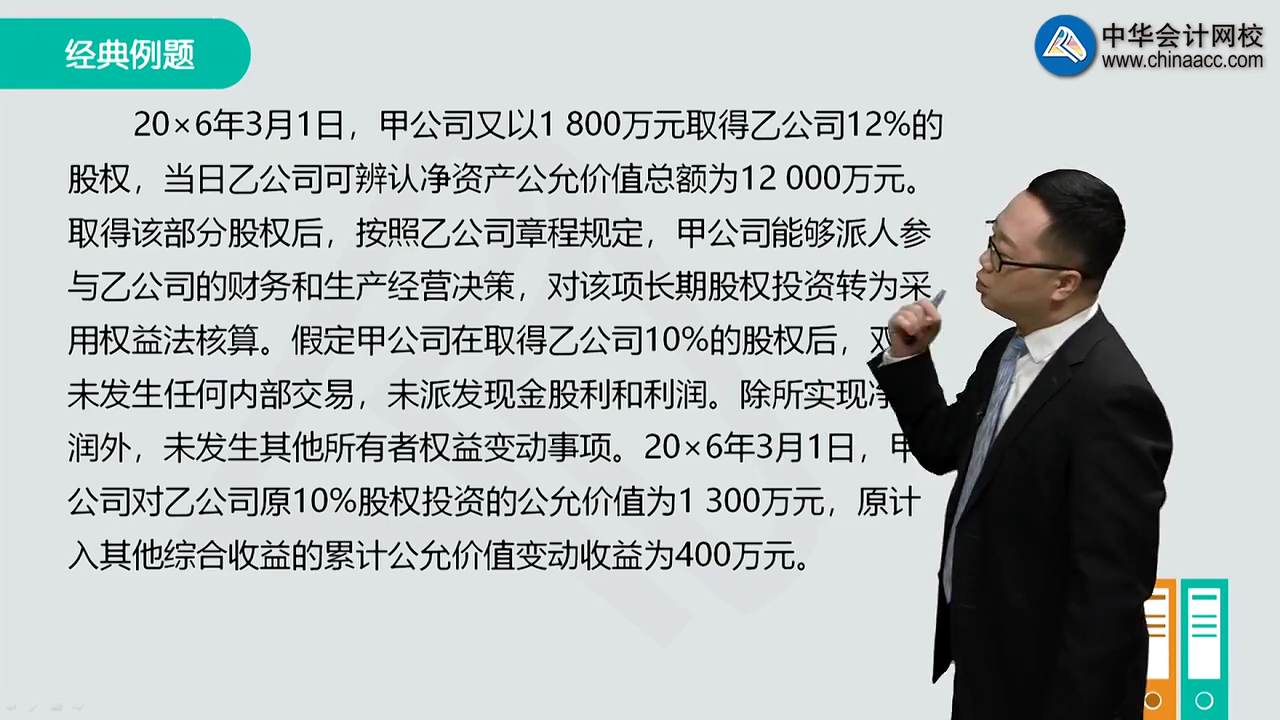 经典例题
中华会计网校
www.chinaacc.com
20×6年3月1日，甲公司又以1 800万元取得乙公司12%的
股权，当日乙公司可辨认净资产公允价值总额为12 000万元。
取得该部分股权后，按照乙公司章程规定，甲公司能够派人参
与乙公司的财务和生产经营决策，对该项长期股权投资转为采
用权益法核算。假定甲公司在取得乙公司10%的股权后，双
未发生任何内部交易，未派发现金股利和利润。除所实现净
润外，未发生其他所有者权益变动事项。20×6年3月1日，甲
公司对乙公司原10%股权投资的公允价值为1 300万元，原计
入其他综合收益的累计公允价值变动收益为400万元。